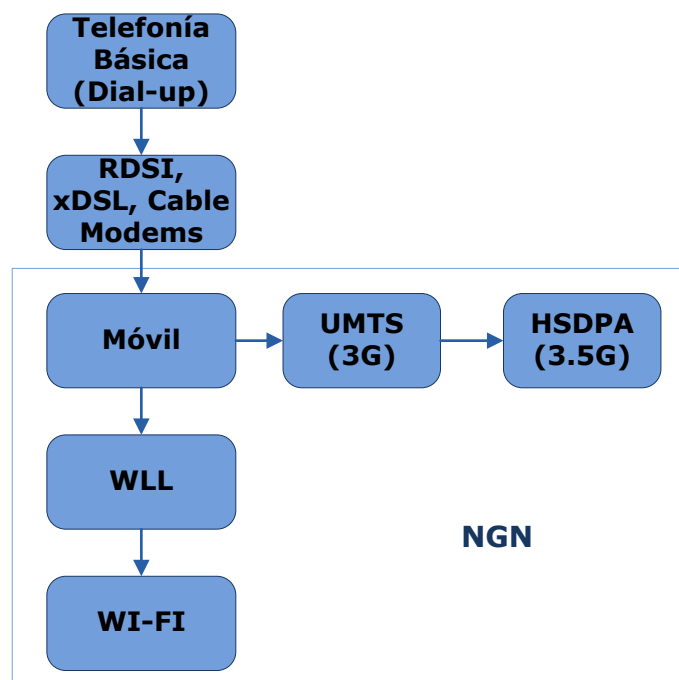 Telefonía
Básica
(Dial-up)
RDSI,
xDSL, Cable
Modems
Móvil
UMTS
(3G)
HSDPA
(3.5G)
WLL
NGN
WI-FI